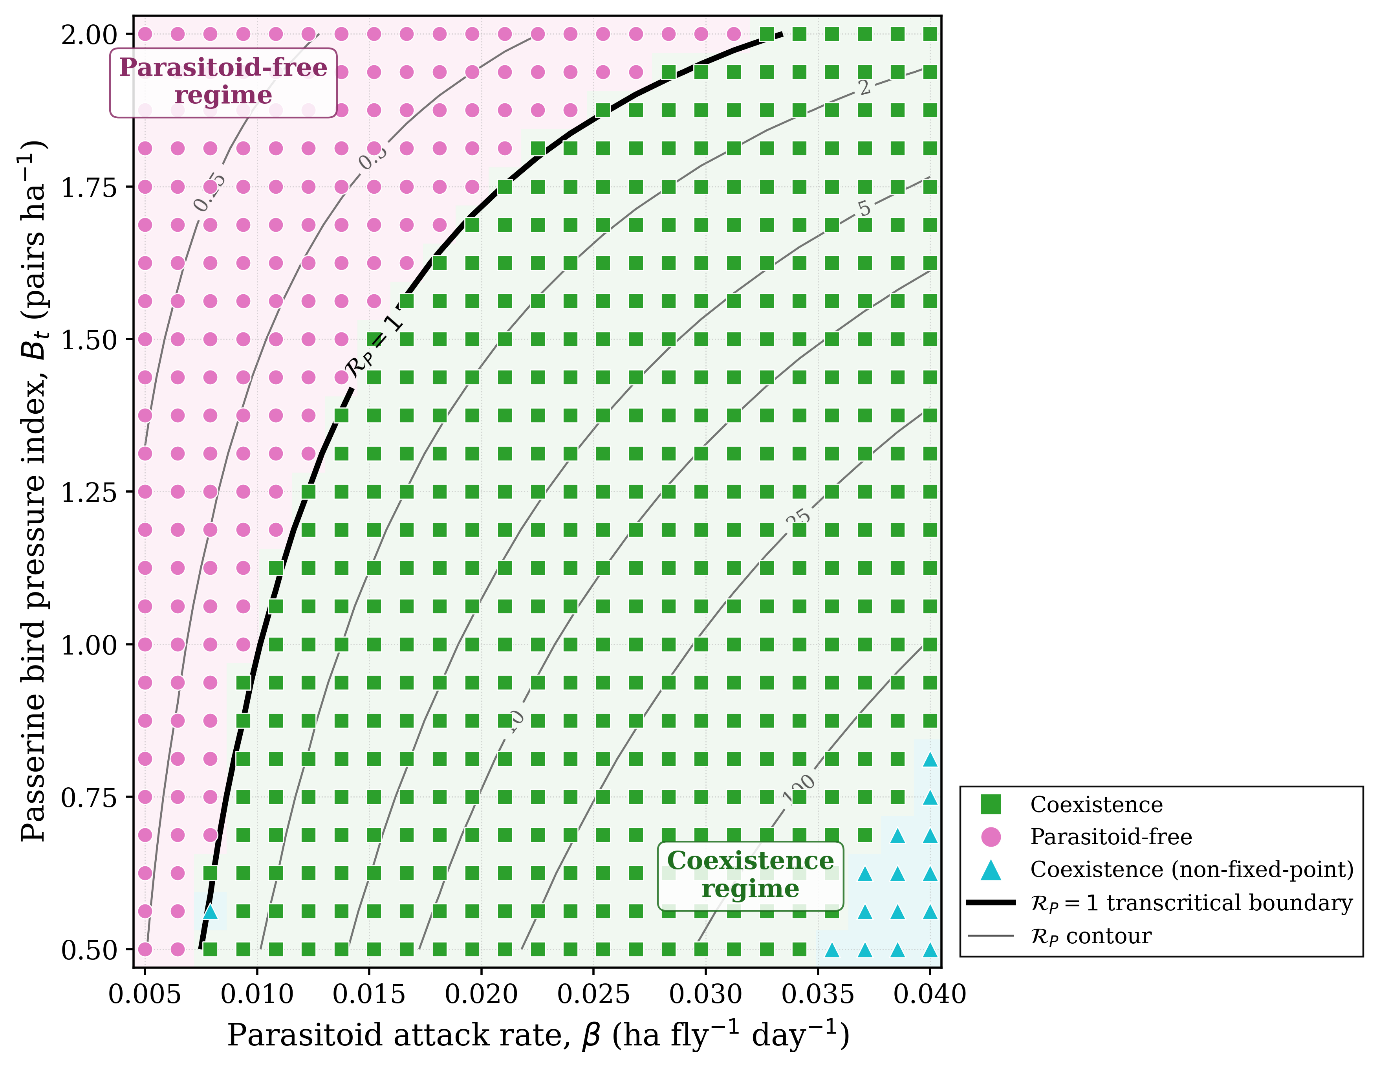 Passerine bird pressure index, B_t (pairs ha⁻¹)
2.00
1.75
1.50
1.25
1.00
0.75
0.50
Parasitoid-free
regime
0.25
0.5
ℛ_P = 1
2
5
10
25
100
Coexistence
regime
0.005
0.010
0.015
0.020
0.025
0.030
0.035
0.040
Parasitoid attack rate, β (ha fly⁻¹ day⁻¹)
Coexistence
Parasitoid-free
Coexistence (non-fixed-point)
ℛ_P = 1 transcritical boundary
ℛ_P contour